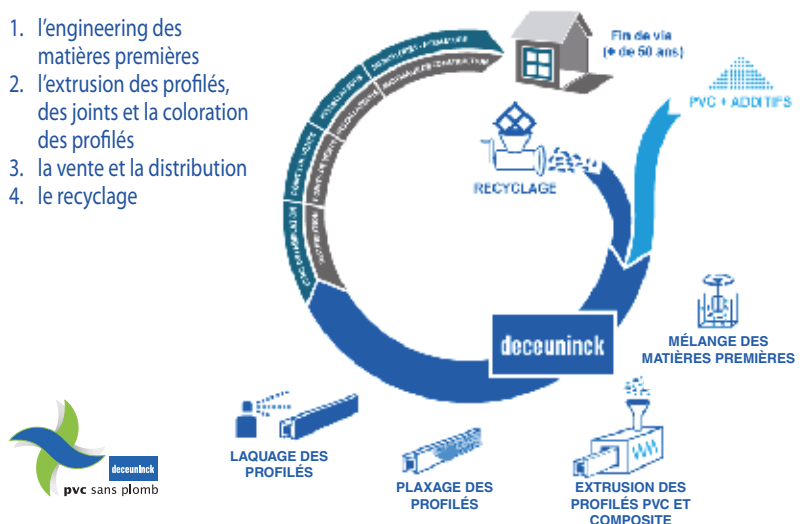 1. l'engineering des
matières premières
2. l'extrusion des profilés,
des joints et la coloration
des profilés
3. la vente et la distribution
4. le recyclage
Fin de vie
(+ de 50 ans)
PVC + ADDITIFS
RECYCLAGE
DISTRIBUTION
deceuninck
MÉLANGE DES
MATIÈRES PREMIÈRES
LAQUAGE DES
PROFILÉS
PLAXAGE DES
PROFILÉS
EXTRUSION DES
PROFILÉS PVC ET
COMPOSITE
deceuninck
pvc sans plomb